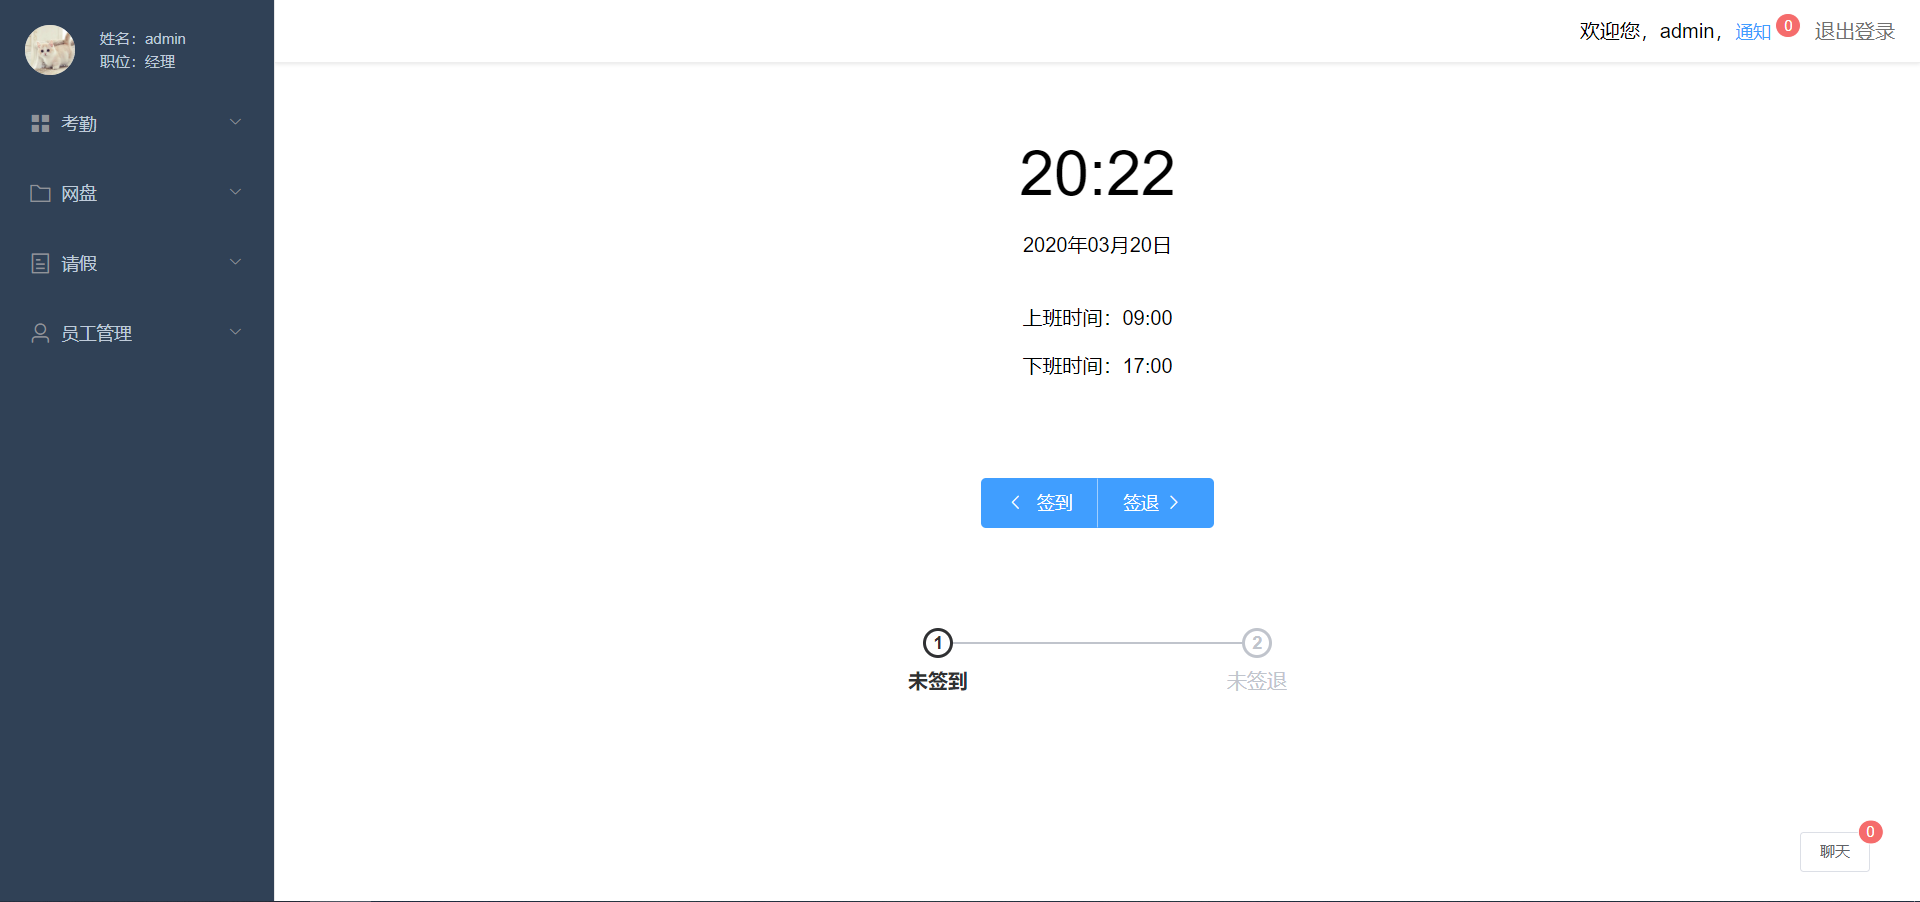 姓名：admin
职位：经理
考勤
网盘
请假
员工管理
欢迎您，admin，通知 0 退出登录
20:22
2020年03月20日
上班时间：09:00
下班时间：17:00
签到 签退
1 2
未签到 未签退
0
聊天